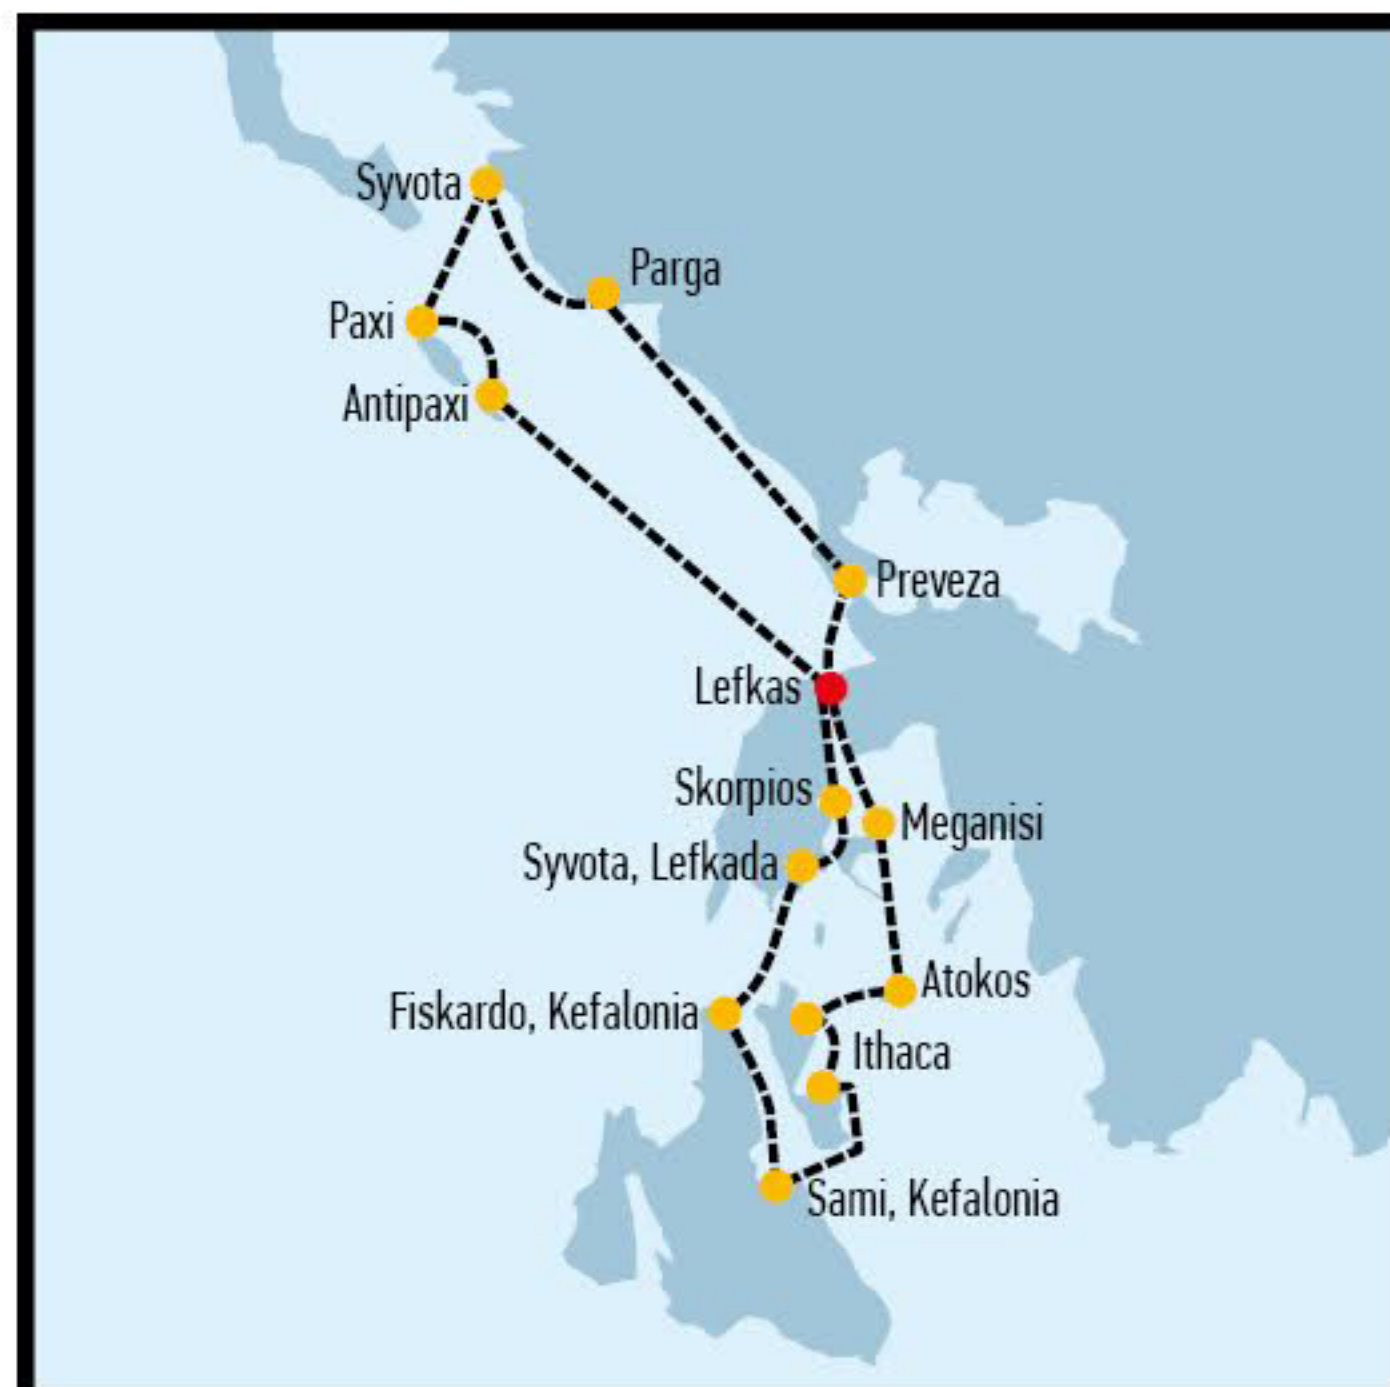 Syvota
Parga
Paxi
Antipaxi
Preveza
Lefkas
Skorpios
Meganisi
Syvota, Lefkada
Atokos
Fiskardo, Kefalonia
Ithaca
Sami, Kefalonia